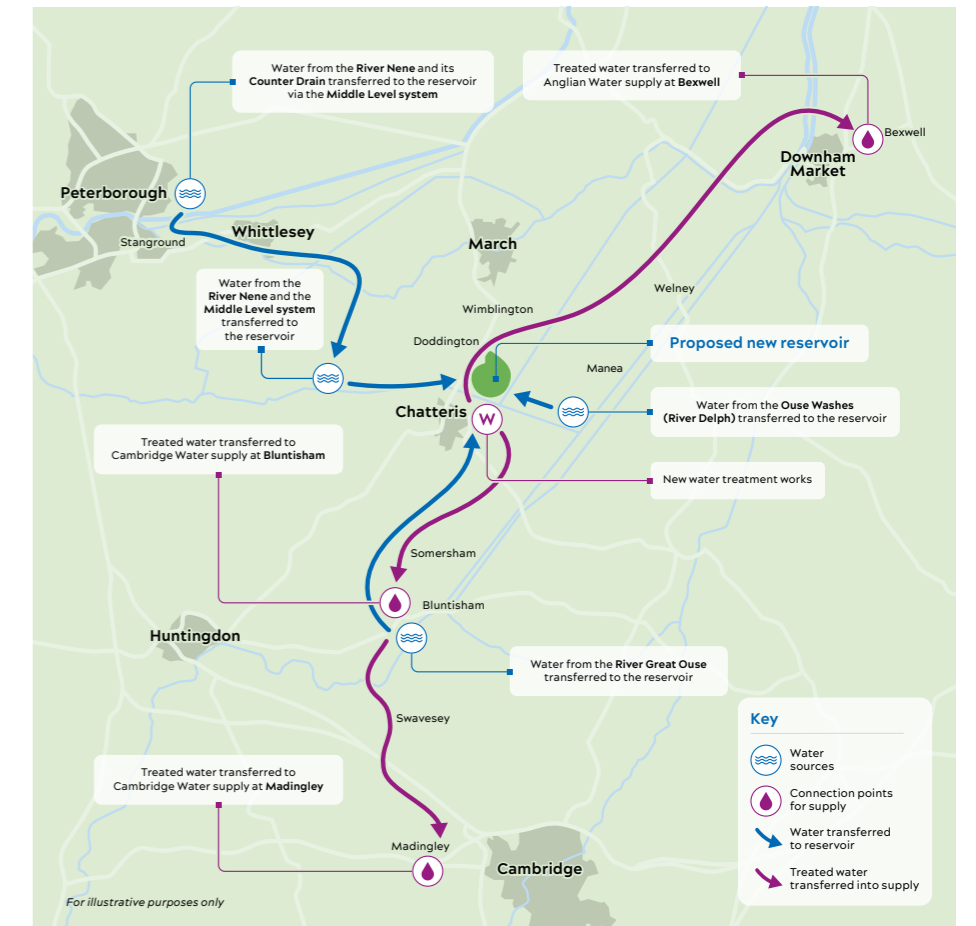 Water from the River Nene and its
Counter Drain transferred to the reservoir
via the Middle Level system
Treated water transferred to
Anglian Water supply at Bexwell
Bexwell
Downham
Market
Peterborough
Stanground
Whittlesey
March
Welney
Water from the
River Nene and the
Middle Level system
transferred to
the reservoir
Wimblington
Doddington
Proposed new reservoir
Manea
Chatteris
W
Water from the Ouse Washes
(River Delph) transferred to the reservoir
Treated water transferred to
Cambridge Water supply at Bluntisham
New water treatment works
Somersham
Bluntisham
Huntingdon
Water from the River Great Ouse
transferred to the reservoir
Swavesey
Treated water transferred to
Cambridge Water supply at Madingley
Madingley
Cambridge
For illustrative purposes only
Key
Water
sources
Connection points
for supply
Water transferred
to reservoir
Treated water
transferred into supply